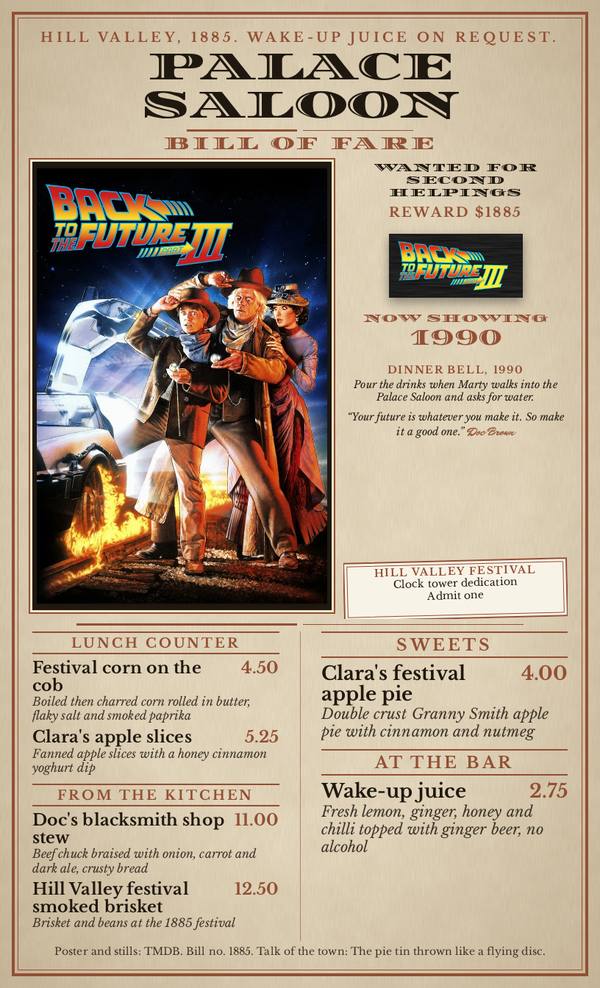 HILL VALLEY, 1885. WAKE-UP JUICE ON REQUEST.
PALACE
SALOON
BILL OF FARE
BACK
TO
THE FUTURE
PART III
WANTED FOR
SECOND
HELPINGS
REWARD $1885
BACK
TO
THE FUTURE
PART III
NOW SHOWING
1990
DINNER BELL, 1990
Pour the drinks when Marty walks into the
Palace Saloon and asks for water.
“Your future is whatever you make it. So make
it a good one.” Doc Brown
HILL VALLEY FESTIVAL
Clock tower dedication
Admit one
LUNCH COUNTER
Festival corn on the 4.50
cob
Boiled then charred corn rolled in butter,
flaky salt and smoked paprika
Clara's apple slices 5.25
Fanned apple slices with a honey cinnamon
yoghurt dip
FROM THE KITCHEN
Doc's blacksmith shop 11.00
stew
Beef chuck braised with onion, carrot and
dark ale, crusty bread
Hill Valley festival 12.50
smoked brisket
Brisket and beans at the 1885 festival
SWEETS
Clara's festival 4.00
apple pie
Double crust Granny Smith apple
pie with cinnamon and nutmeg
AT THE BAR
Wake-up juice 2.75
Fresh lemon, ginger, honey and
chilli topped with ginger beer, no
alcohol
Poster and stills: TMDB. Bill no. 1885. Talk of the town: The pie tin thrown like a flying disc.